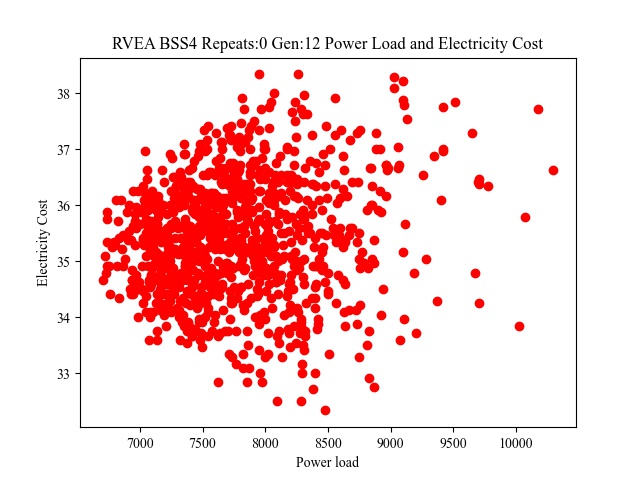 RVEA BSS4 Repeats:0 Gen:12 Power Load and Electricity Cost
38
37
36
35
34
33
Electricity Cost
7000 7500 8000 8500 9000 9500 10000
Power load